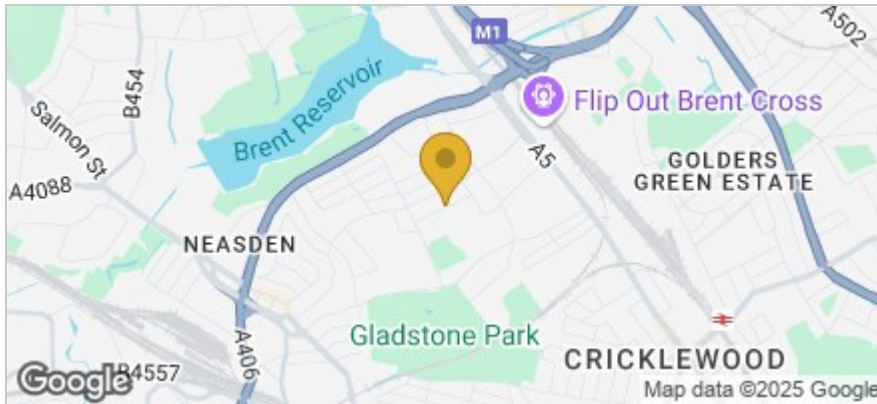 A502
M1
B454
Brent Reservoir
Flip Out Brent Cross
Salmon St
A5
GOLDERS
GREEN ESTATE
A4088
NEASDEN
Gladstone Park
A406
CRICKLEWOOD
B4557
Google
Map data ©2025 Google